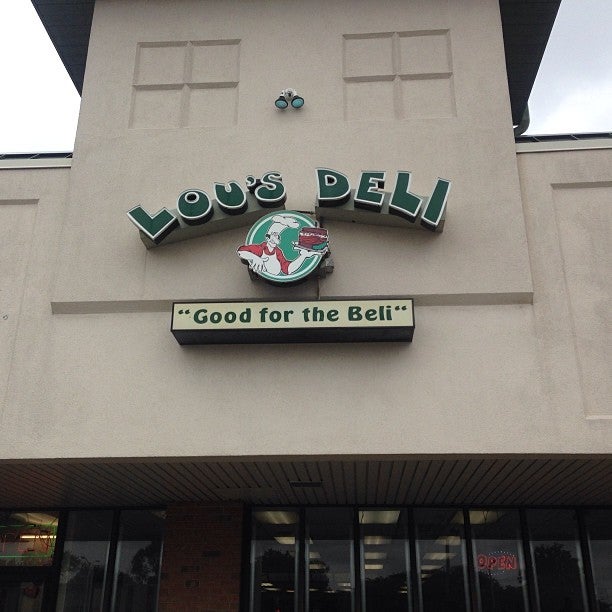 LOU'S DELI
"Good for the Beli"
OPEN